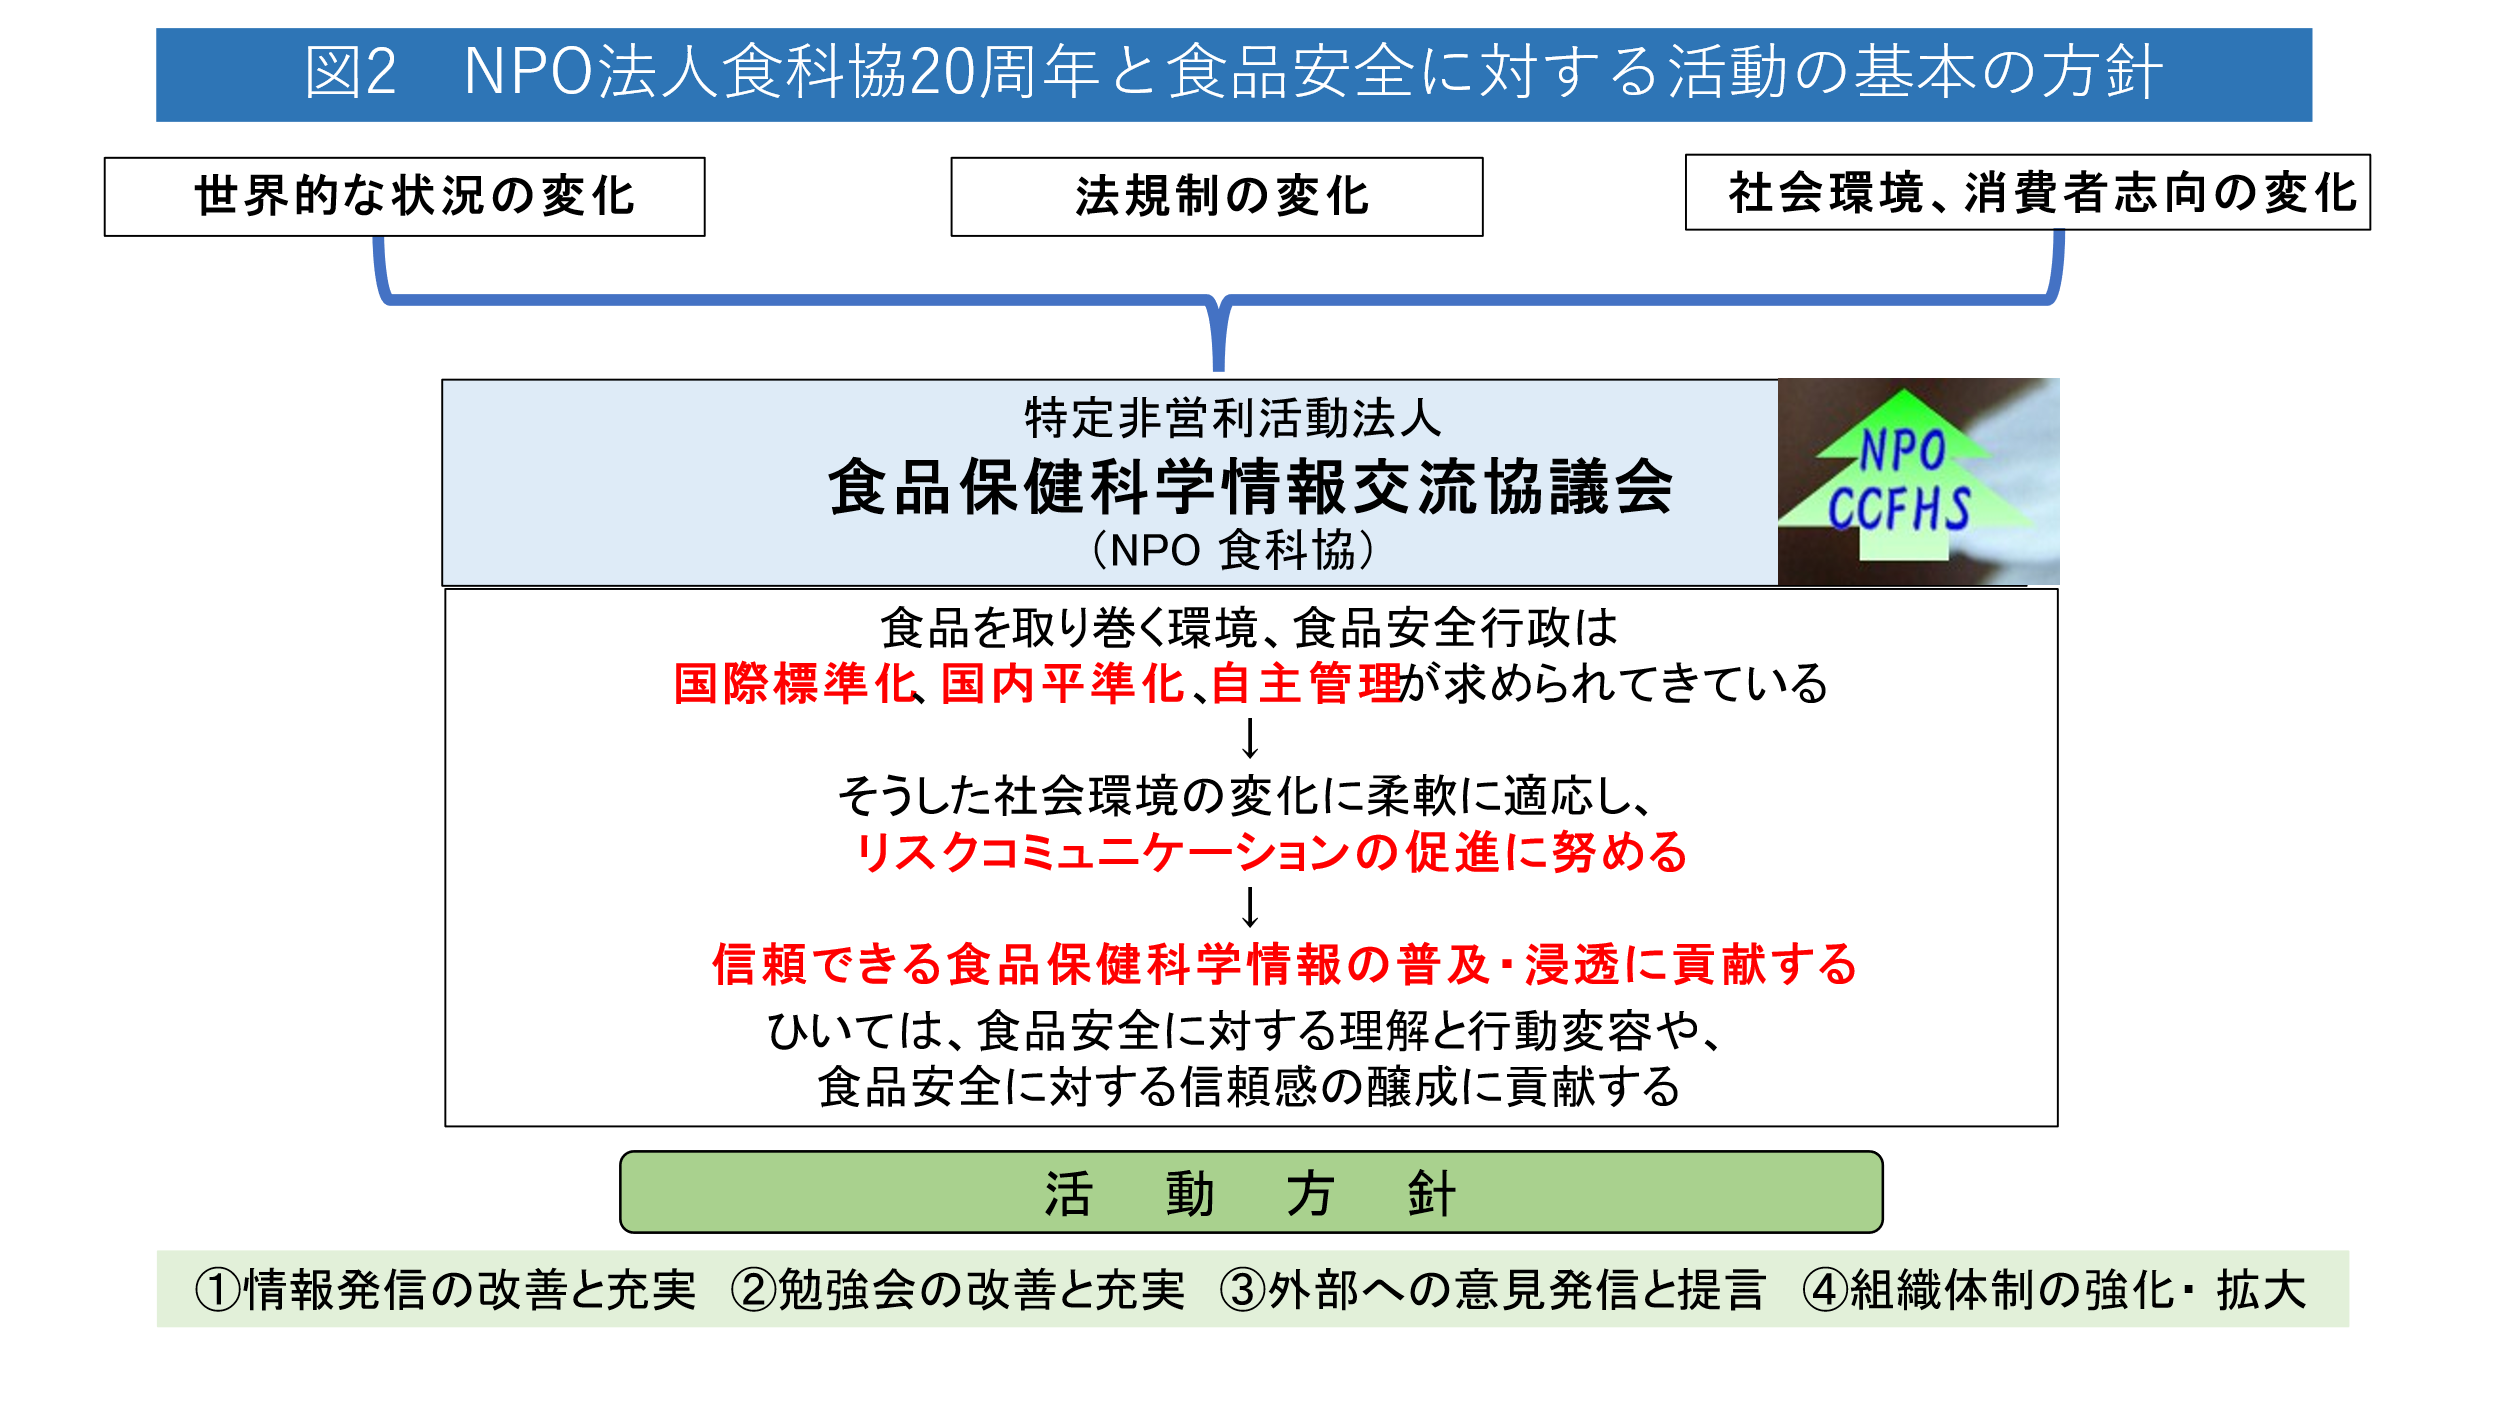 図2　NPO法人食科協20周年と食品安全に対する活動の基本の方針
世界的な状況の変化
法規制の変化
社会環境、消費者志向の変化
特定非営利活動法人
食品保健科学情報交流協議会
（NPO 食科協）
NPO
CCFHS
食品を取り巻く環境、食品安全行政は
国際標準化、国内平準化、自主管理が求められてきている
↓
そうした社会環境の変化に柔軟に適応し、
リスクコミュニケーションの促進に努める
↓
信頼できる食品保健科学情報の普及・浸透に貢献する
ひいては、食品安全に対する理解と行動変容や、
食品安全に対する信頼感の醸成に貢献する
活　動　方　針
①情報発信の改善と充実 ②勉強会の改善と充実 ③外部への意見発信と提言 ④組織体制の強化・拡大